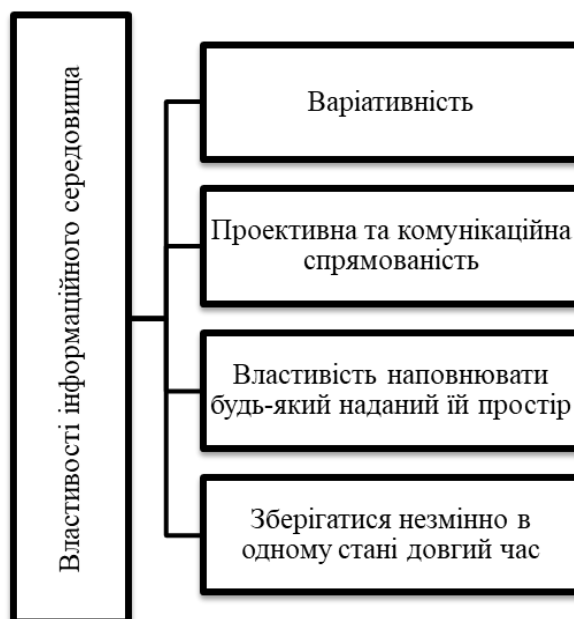 Властивості інформаційного середовища
Варіативність
Проективна та комунікаційна
спрямованість
Властивість наповнювати
будь-який наданий їй простір
Зберігатися незмінно в
одному стані довгий час